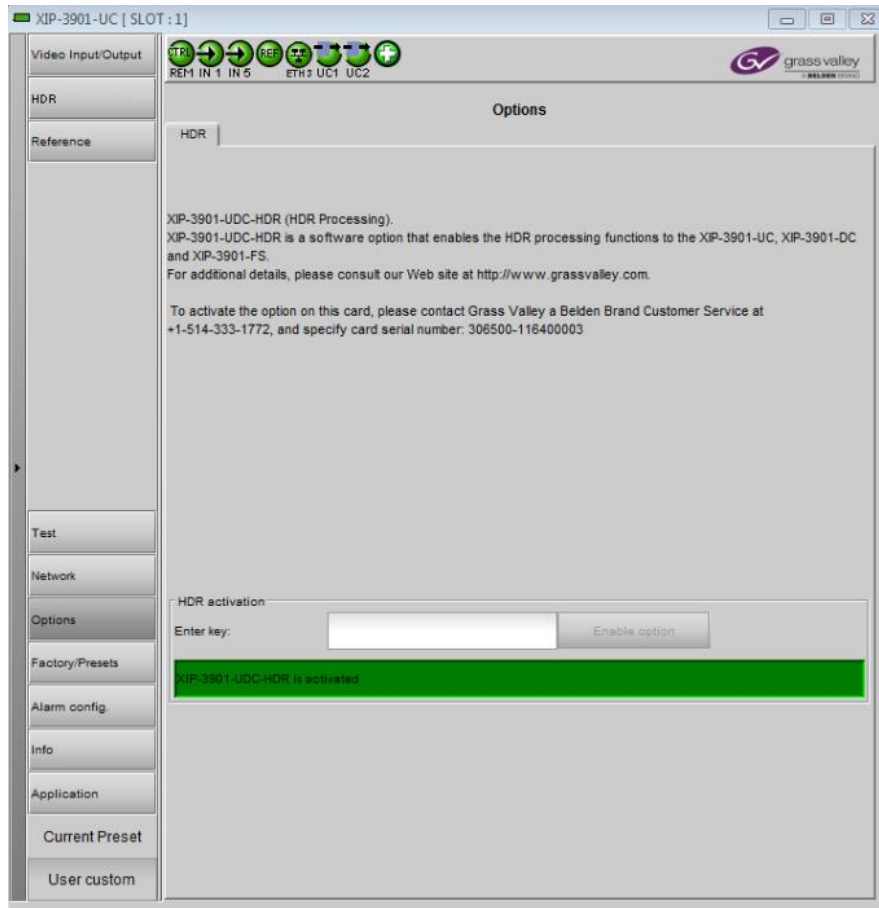 XIP-3901-UC [ SLOT : 1]
Video Input/Output
HDR
Reference
Test
Network
Options
Factory/Presets
Alarm config.
Info
Application
Current Preset
User custom
CTRL REF
REM IN 1 IN 5 ETH UC1 UC2
GV grass valley
A BELDEN BRAND
Options
HDR
XIP-3901-UDC-HDR (HDR Processing).
XIP-3901-UDC-HDR is a software option that enables the HDR processing functions to the XIP-3901-UC, XIP-3901-DC
and XIP-3901-FS.
For additional details, please consult our Web site at http://www.grassvalley.com.
To activate the option on this card, please contact Grass Valley a Belden Brand Customer Service at
+1-514-333-1772, and specify card serial number: 306500-116400003
HDR activation
Enter key:
Enable option
XIP-3901-UDC-HDR is activated